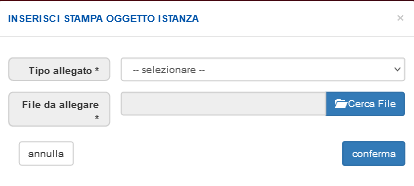 INSERISCI STAMPA OGGETTO ISTANZA ×
Tipo allegato * -- selezionare --
File da allegare * Cerca File
annulla conferma